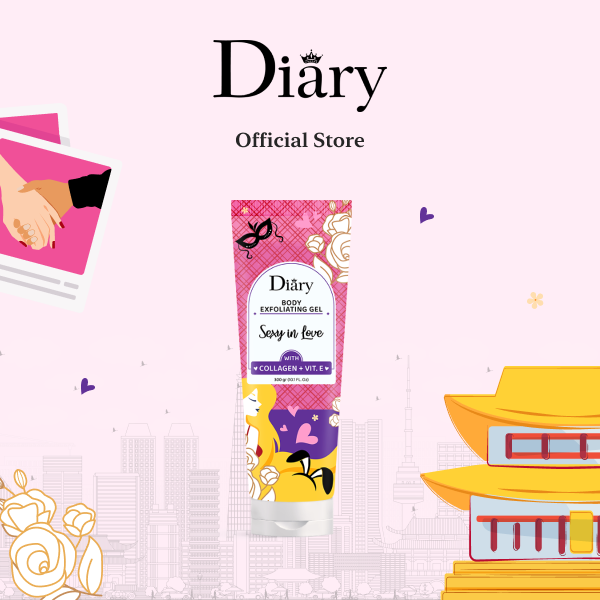 Diary
Official Store
Diary
BODY
EXFOLIATING GEL
Sexy in Love
WITH
COLLAGEN + VIT. E